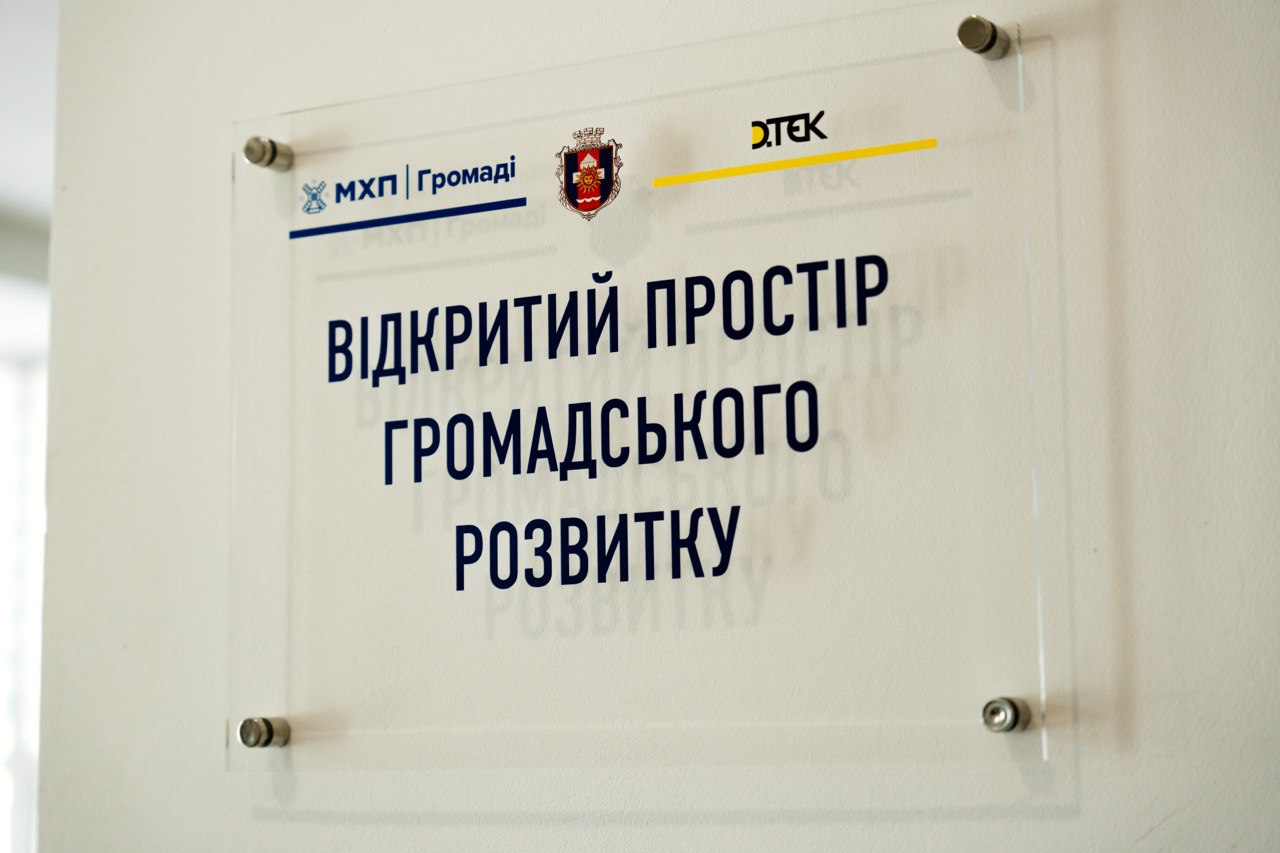 МХП | Громаді
D.TEK
ВІДКРИТИЙ ПРОСТІР
ГРОМАДСЬКОГО
РОЗВИТКУ